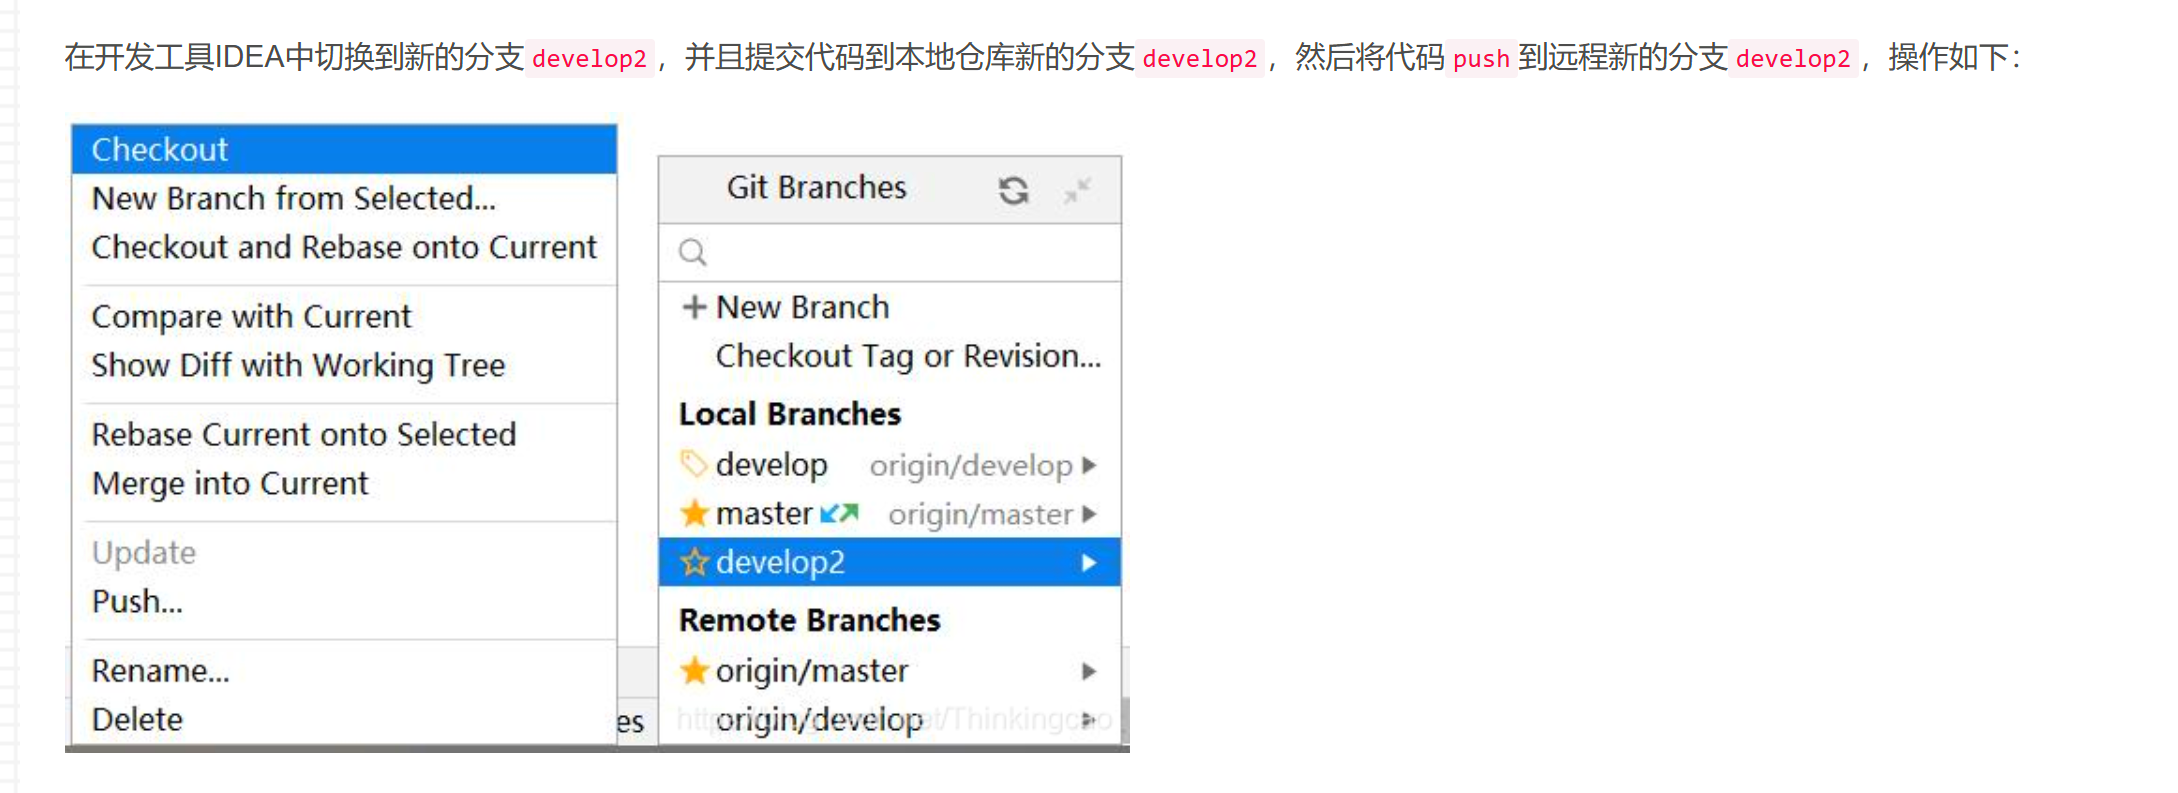 在开发工具IDEA中切换到新的分支develop2，并且提交代码到本地仓库新的分支develop2，然后将代码push到远程新的分支develop2，操作如下：
Checkout
New Branch from Selected...
Checkout and Rebase onto Current
Compare with Current
Show Diff with Working Tree
Rebase Current onto Selected
Merge into Current
Update
Push...
Rename...
Delete
es
Git Branches
New Branch
Checkout Tag or Revision...
Local Branches
develop origin/develop
master origin/master
develop2
Remote Branches
origin/master
origin/develop